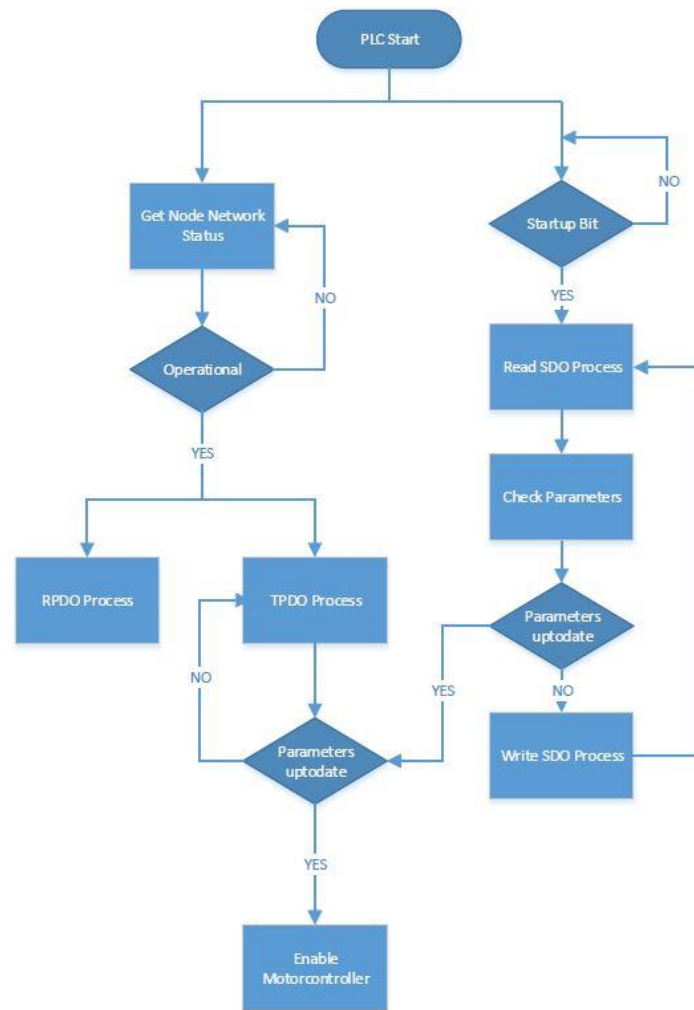 PLC Start
Get Node Network
Status
NO
Startup Bit
NO
YES
Operational
Read SDO Process
YES
Check Parameters
RPDO Process
TPDO Process
Parameters
uptodate
NO
YES
NO
Parameters
uptodate
Write SDO Process
YES
Enable
Motorcontroller